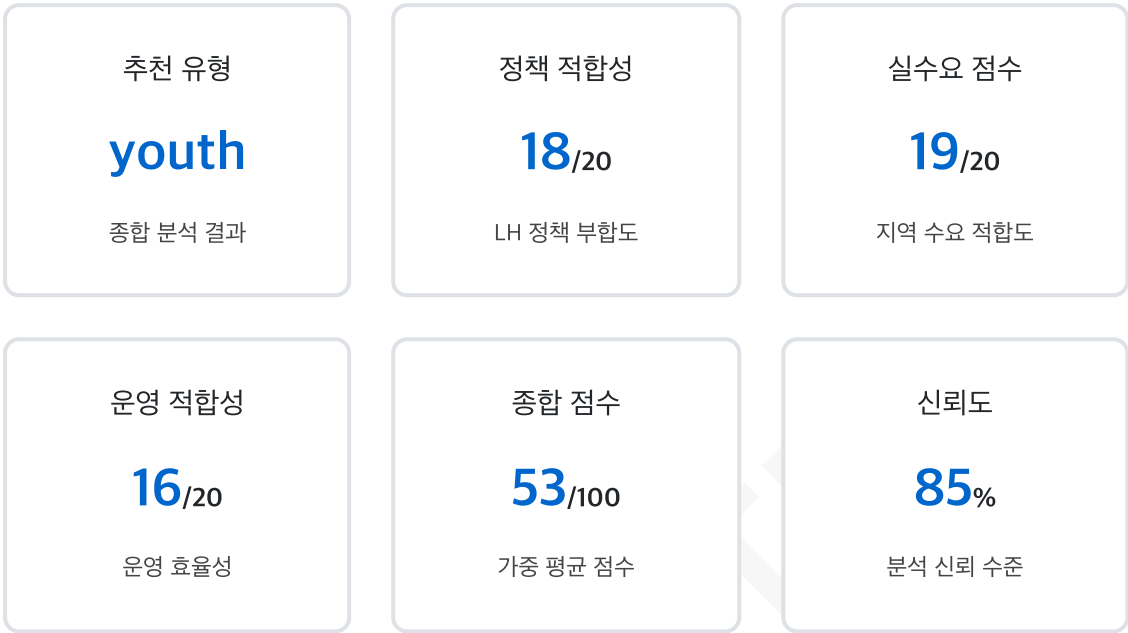 추천 유형
youth
종합 분석 결과
정책 적합성
18/20
LH 정책 부합도
실수요 점수
19/20
지역 수요 적합도
운영 적합성
16/20
운영 효율성
종합 점수
53/100
가중 평균 점수
신뢰도
85%
분석 신뢰 수준